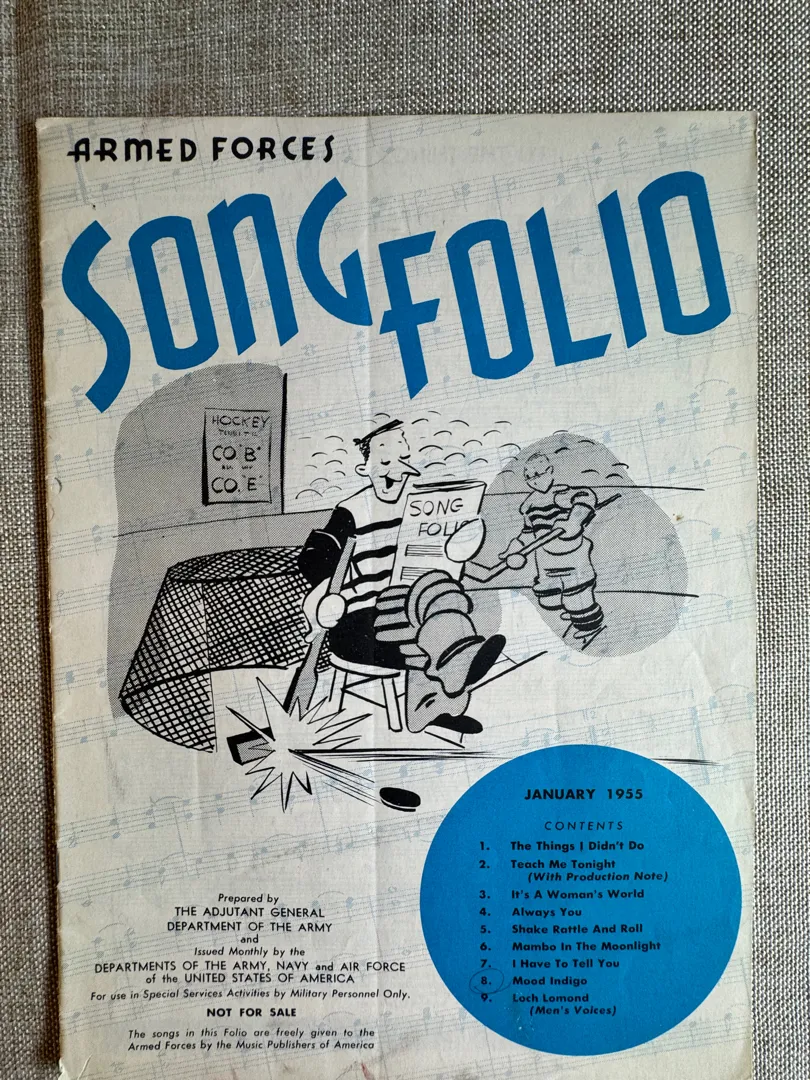 ARMED FORCES
SONG FOLIO
HOCKEY
CO. "B"
CO. "E"
SONG
FOLIO
JANUARY 1955
CONTENTS
1. The Things I Didn't Do
2. Teach Me Tonight
(With Production Note)
3. It's A Woman's World
4. Always You
5. Shake Rattle And Roll
6. Mambo In The Moonlight
7. I Have To Tell You
8. Mood Indigo
9. Loch Lomond
(Men's Voices)
Prepared by
THE ADJUTANT GENERAL
DEPARTMENT OF THE ARMY
and
Issued Monthly by the
DEPARTMENTS OF THE ARMY, NAVY and AIR FORCE
of the UNITED STATES OF AMERICA
For use in Special Services Activities by Military Personnel Only.
NOT FOR SALE
The songs in this Folio are freely given to the
Armed Forces by the Music Publishers of America